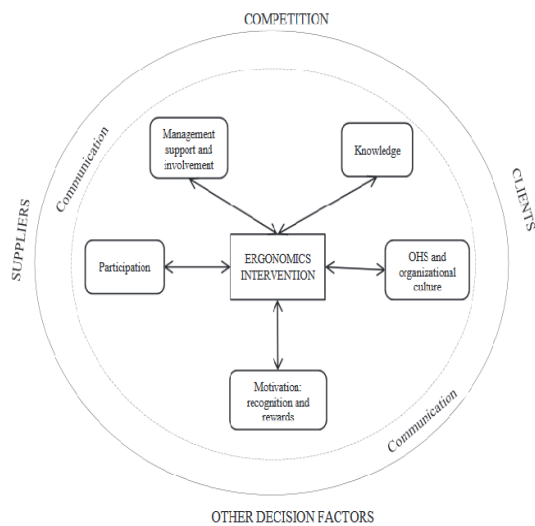 COMPETITION
Communication
Management
support and
involvement
Knowledge
SUPPLIERS
CLIENTS
Participation
ERGONOMICS
INTERVENTION
OHS and
organizational
culture
Motivation:
recognition and
rewards
Communication
OTHER DECISION FACTORS